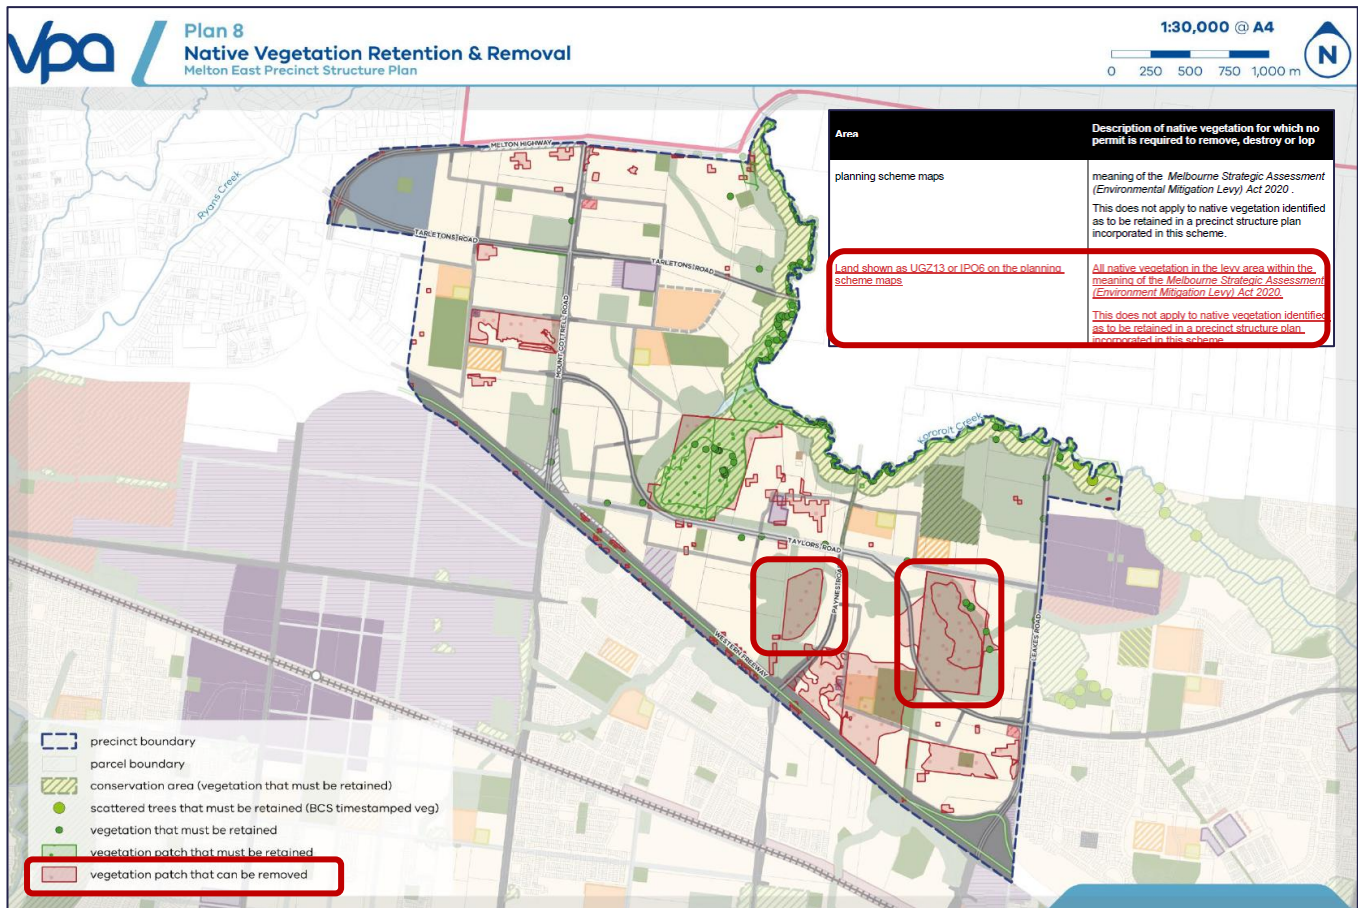 vpa
Plan 8
Native Vegetation Retention & Removal
Melton East Precinct Structure Plan
1:30,000 @ A4
0 250 500 750 1,000 m
N
Area
Description of native vegetation for which no
permit is required to remove, destroy or lop
planning scheme maps
meaning of the Melbourne Strategic Assessment
(Environmental Mitigation Levy) Act 2020 .
This does not apply to native vegetation identified
as to be retained in a precinct structure plan
incorporated in this scheme.
Land shown as UGZ13 or IPO6 on the planning
scheme maps
All native vegetation in the levy area within the
meaning of the Melbourne Strategic Assessment
(Environment Mitigation Levy) Act 2020.
This does not apply to native vegetation identified
as to be retained in a precinct structure plan
incorporated in this scheme
MELTON HIGHWAY
Ryans Creek
TARLETONS ROAD
TARLETONS ROAD
MOUNT COTTRELL ROAD
Kororoit Creek
TAYLORS ROAD
PAYNES ROAD
WESTERN FREEWAY
LEAKES ROAD
precinct boundary
parcel boundary
conservation area (vegetation that must be retained)
scattered trees that must be retained (BCS timestamped veg)
vegetation that must be retained
vegetation patch that must be retained
vegetation patch that can be removed